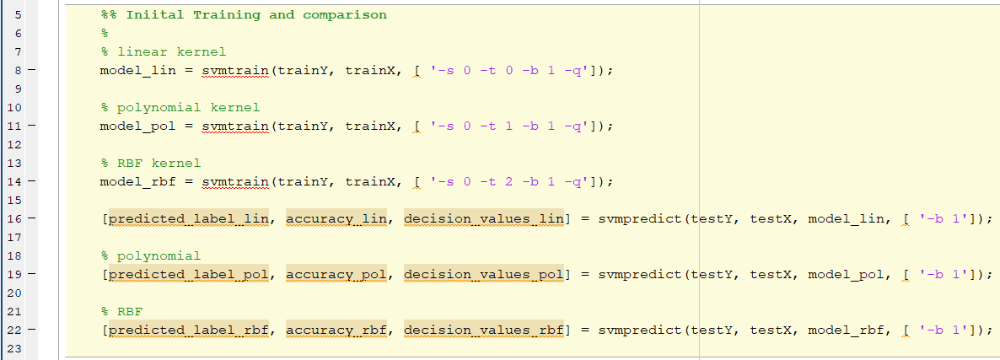 5 %% Iniital Training and comparison
6 %
7 % linear kernel
8 − model_lin = svmtrain(trainY, trainX, [ '-s 0 -t 0 -b 1 -q']);
9
10 % polynomial kernel
11 − model_pol = svmtrain(trainY, trainX, [ '-s 0 -t 1 -b 1 -q']);
12
13 % RBF kernel
14 − model_rbf = svmtrain(trainY, trainX, [ '-s 0 -t 2 -b 1 -q']);
15
16 − [predicted_label_lin, accuracy_lin, decision_values_lin] = svmpredict(testY, testX, model_lin, [ '-b 1']);
17
18 % polynomial
19 − [predicted_label_pol, accuracy_pol, decision_values_pol] = svmpredict(testY, testX, model_pol, [ '-b 1']);
20
21 % RBF
22 − [predicted_label_rbf, accuracy_rbf, decision_values_rbf] = svmpredict(testY, testX, model_rbf, [ '-b 1']);
23